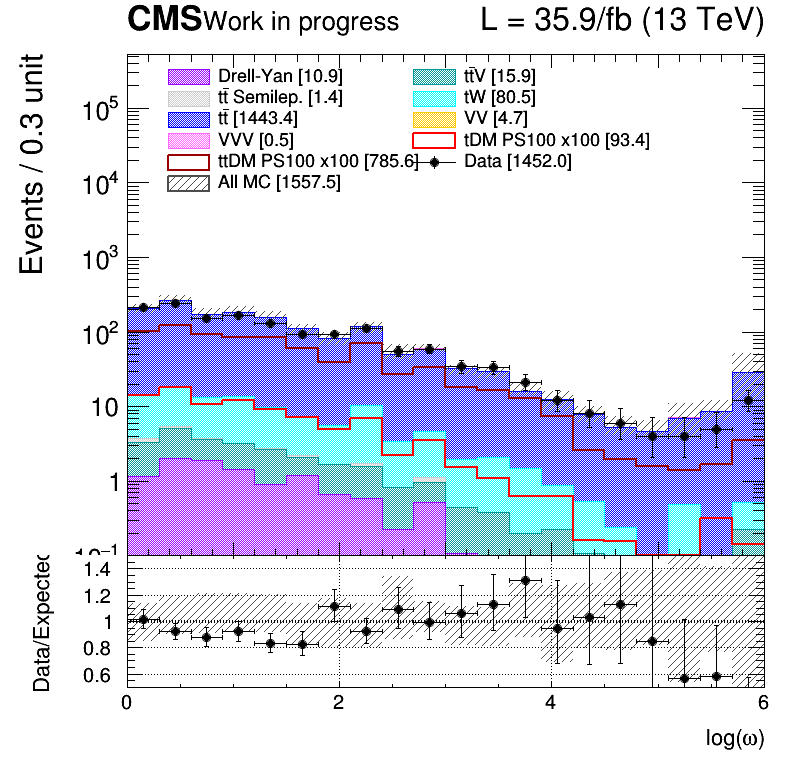 CMS Work in progress L = 35.9/fb (13 TeV)
Drell-Yan [10.9] tt̄V [15.9]
tt̄ Semilep. [1.4] tW [80.5]
tt̄ [1443.4] VV [4.7]
VVV [0.5] tDM PS100 x100 [93.4]
ttDM PS100 x100 [785.6] Data [1452.0]
All MC [1557.5]
Events / 0.3 unit
10⁵
10⁴
10³
10²
10
1
10⁻¹
Data/Expected
1.4
1.2
1
0.8
0.6
0 2 4 6
log(ω)